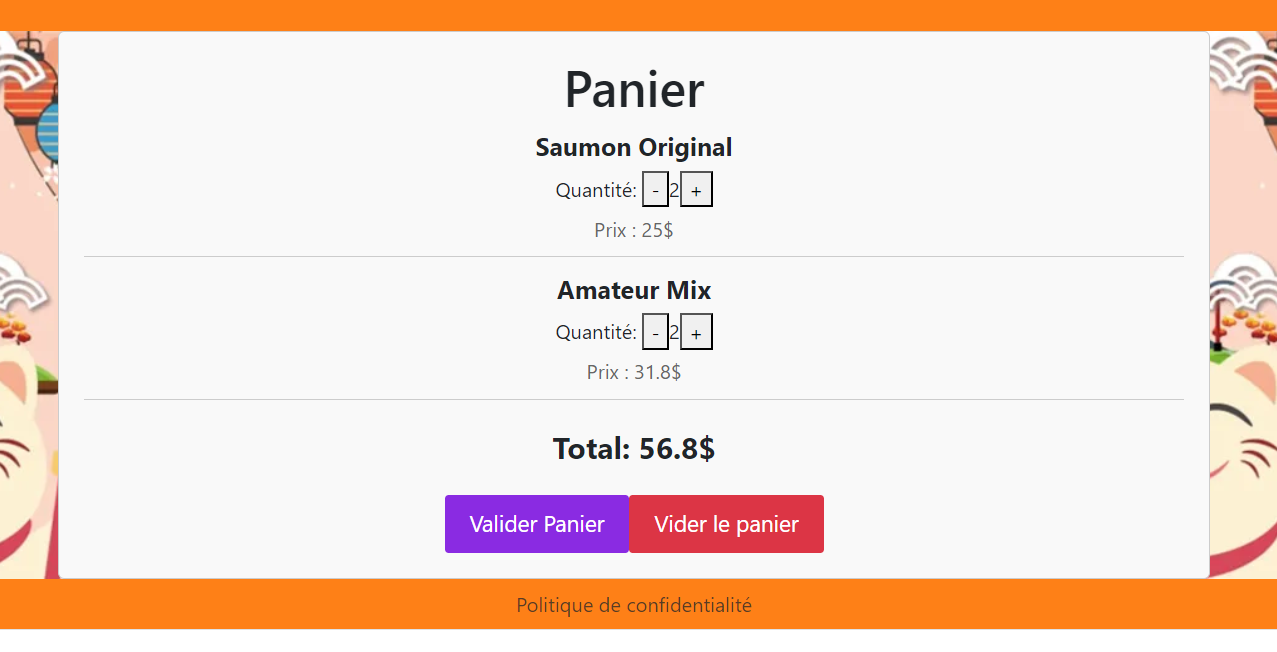 Panier
Saumon Original
Quantité: - 2 +
Prix : 25$
Amateur Mix
Quantité: - 2 +
Prix : 31.8$
Total: 56.8$
Valider Panier Vider le panier
Politique de confidentialité